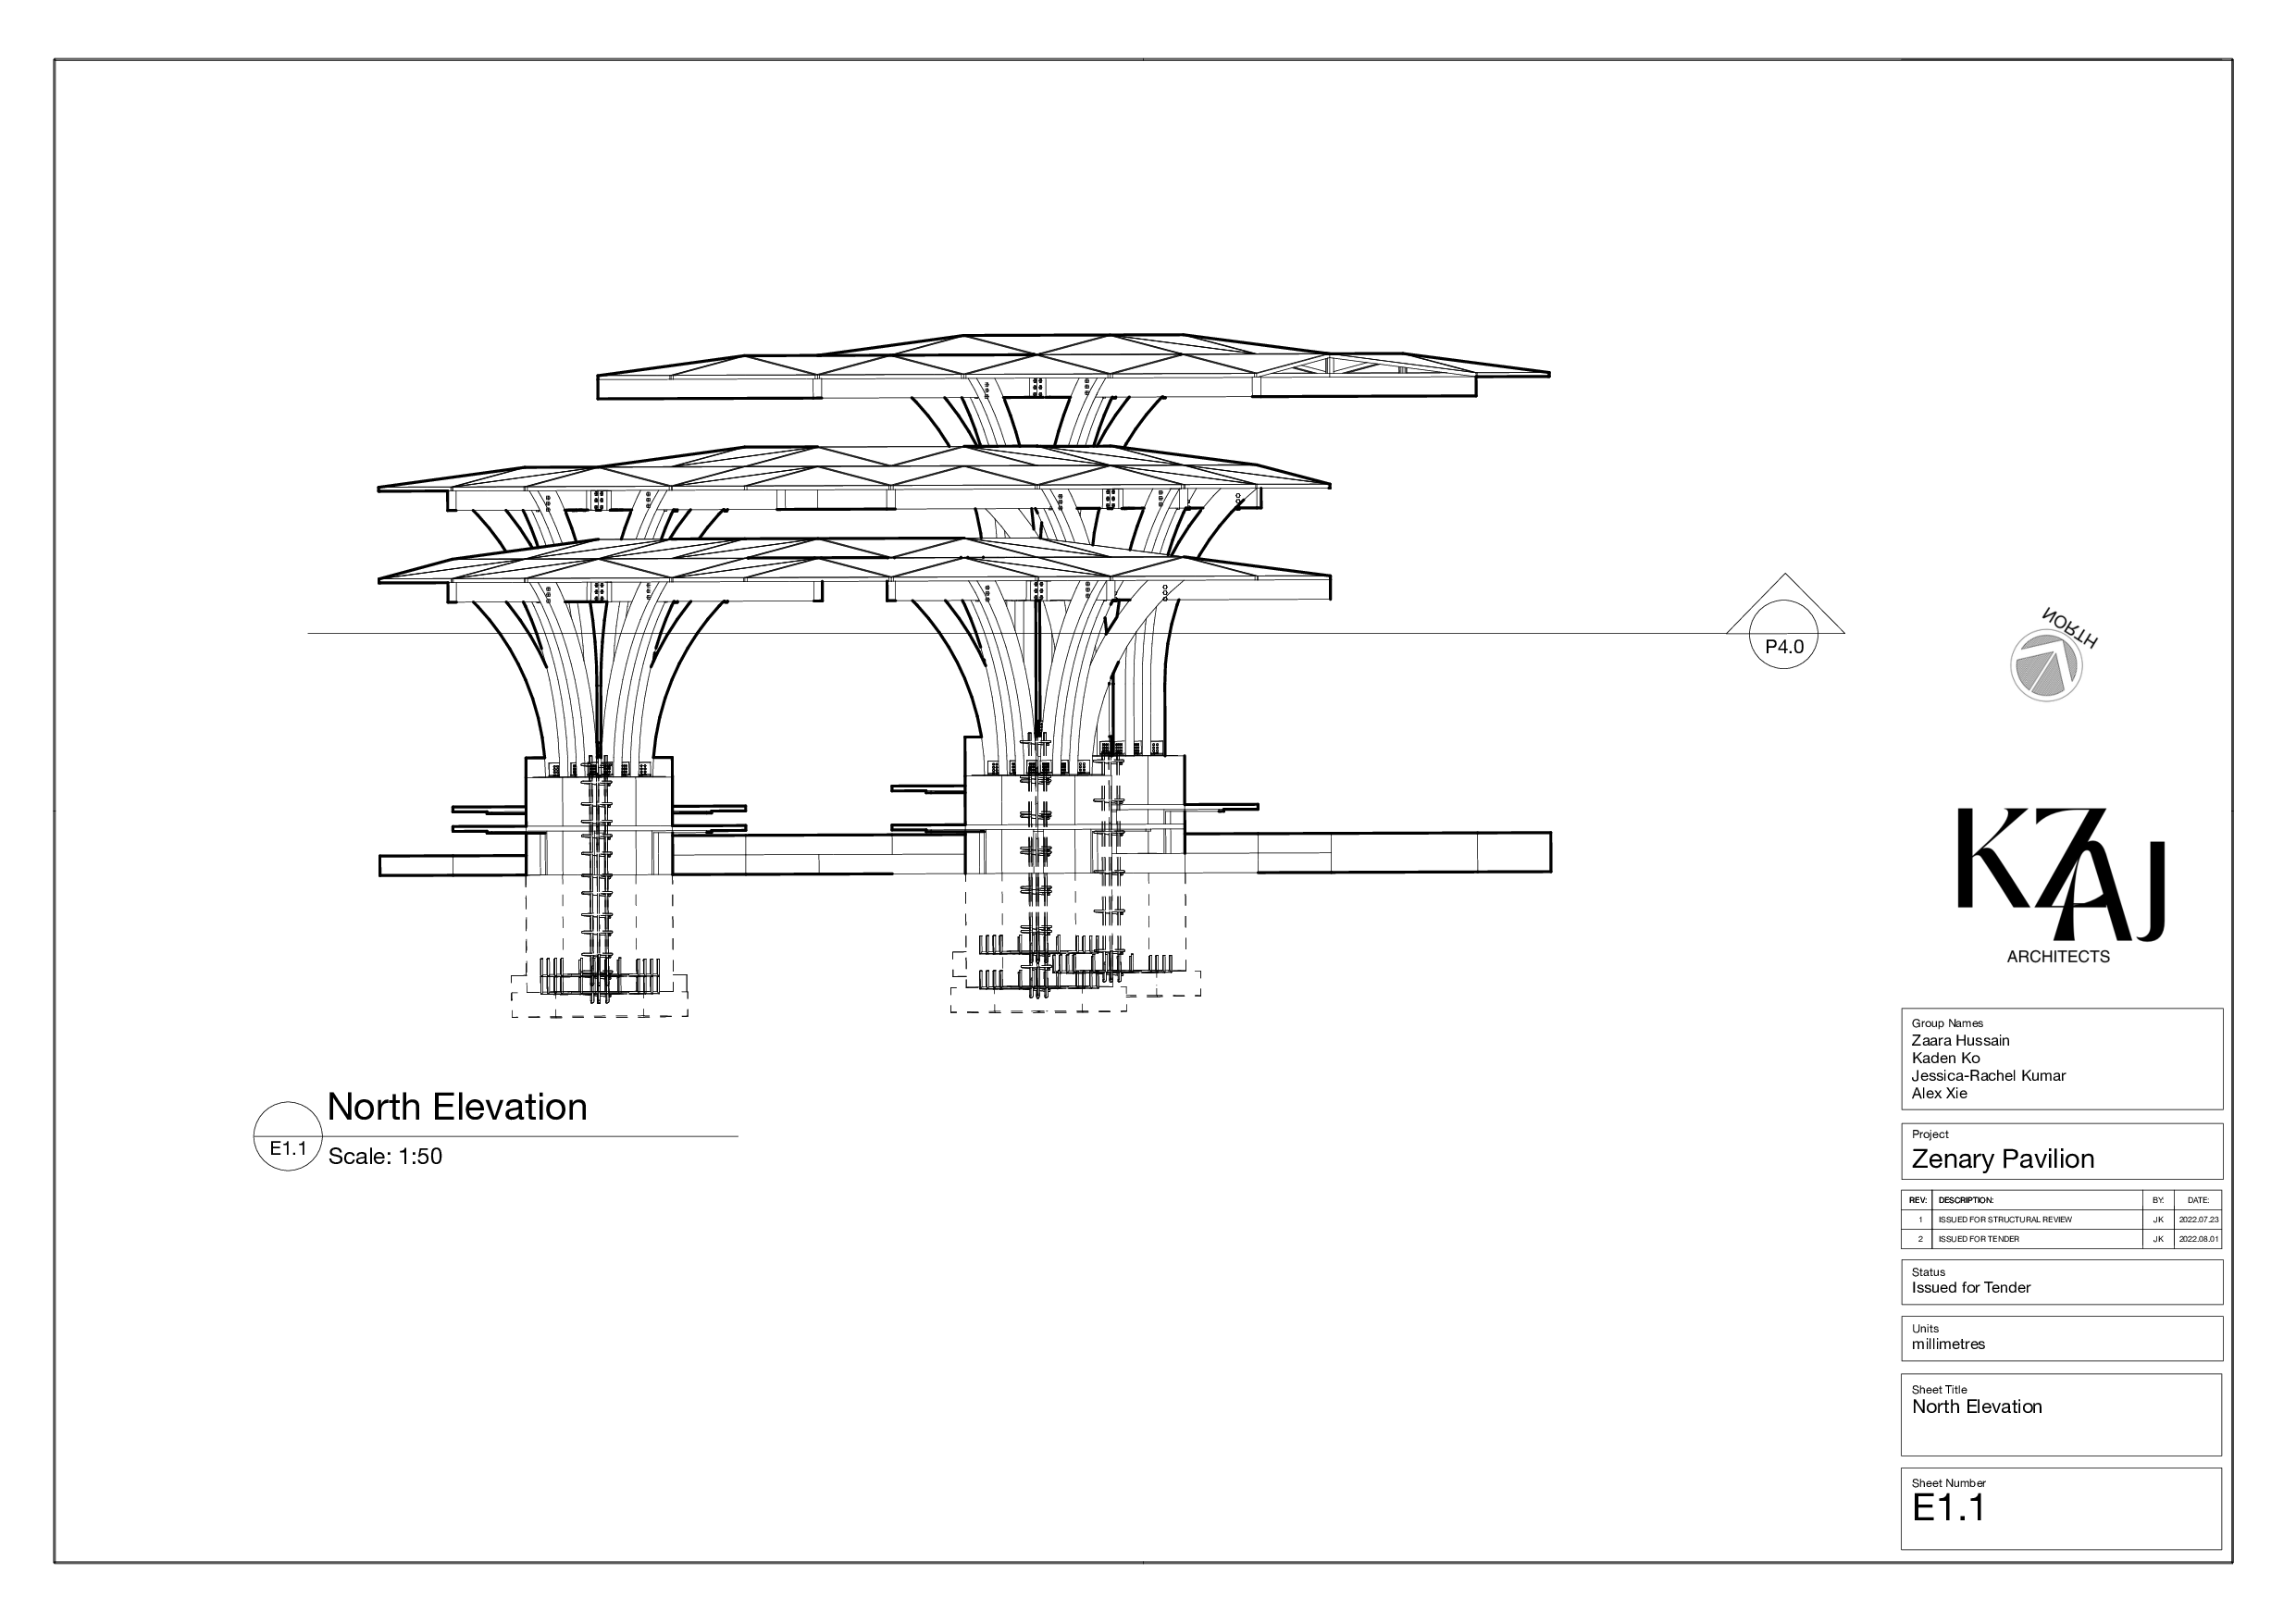 P4.0
NORTH
KZAJ
ARCHITECTS
North Elevation
E1.1
Scale: 1:50
Group Names
Zaara Hussain
Kaden Ko
Jessica-Rachel Kumar
Alex Xie
Project
Zenary Pavilion
REV: DESCRIPTION: BY: DATE:
1 ISSUED FOR STRUCTURAL REVIEW JK 2022.07.23
2 ISSUED FOR TENDER JK 2022.08.01
Status
Issued for Tender
Units
millimetres
Sheet Title
North Elevation
Sheet Number
E1.1